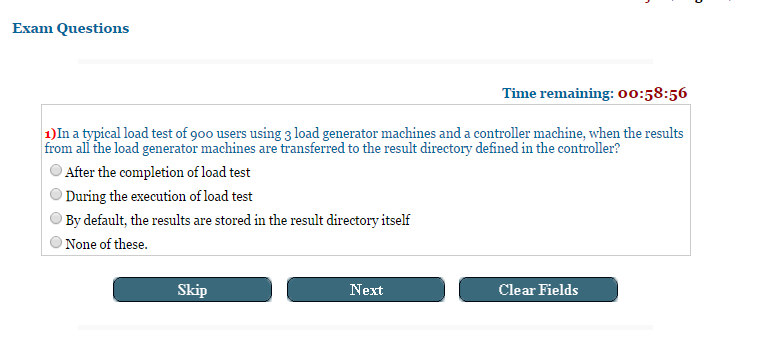 Exam Questions
Time remaining: 00:58:56
1)In a typical load test of 900 users using 3 load generator machines and a controller machine, when the results
from all the load generator machines are transferred to the result directory defined in the controller?
After the completion of load test
During the execution of load test
By default, the results are stored in the result directory itself
None of these.
Skip
Next
Clear Fields